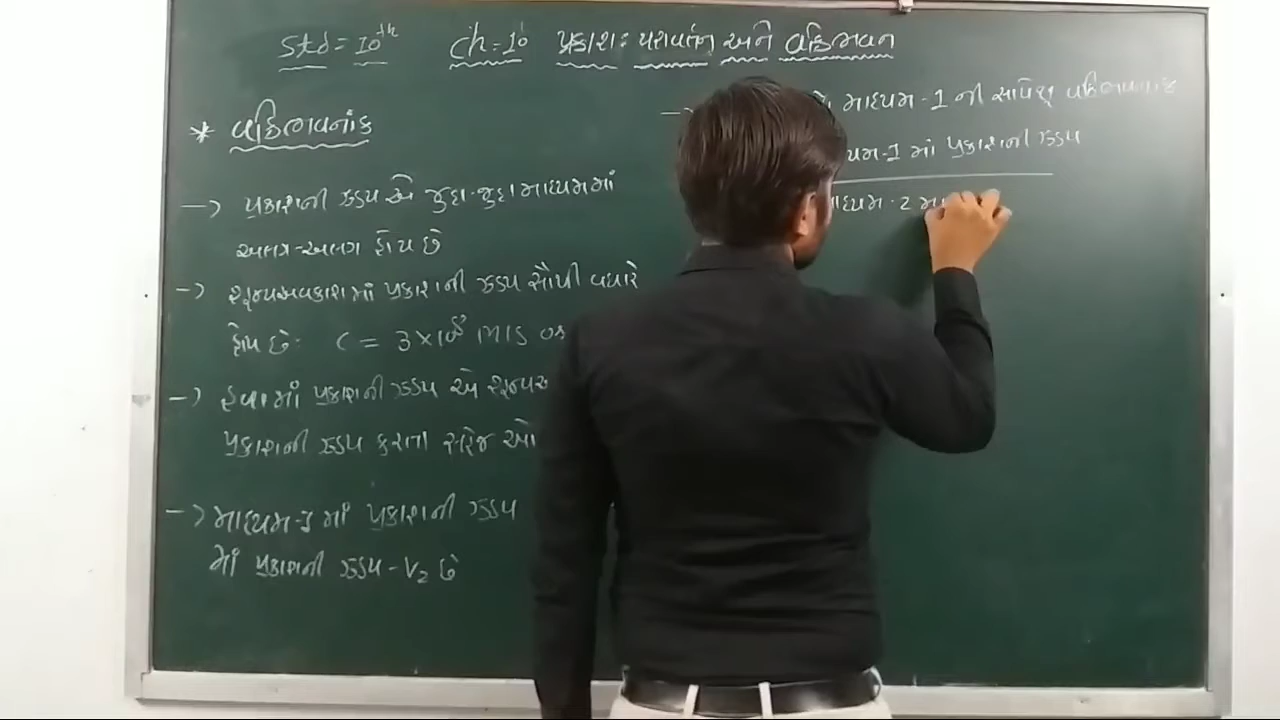 Std = 10th Ch-10 પ્રકાશ: પરાવર્તન અને વક્રિભવન
* વક્રિભવનાંક
→ પ્રકાશની ઝડપ એ જુદા-જુદા માધ્યમમાં
અલગ-અલગ હોય છે
→ શૂન્યાવકાશમાં પ્રકાશની ઝડપ સૌથી વધારે
હોય છે. C = 3×10⁸ m/s
→ હવામાં પ્રકાશની ઝડપ એ
પ્રકાશની ઝડપ કરતા સહેજ ઓ
→ માધ્યમ-1 માં પ્રકાશની ઝડપ
માં પ્રકાશની ઝડપ - V₂ છે
→ માધ્યમ-1 ની સાપેક્ષ વક્રિભવનાંક
યમ-1 માં પ્રકાશની ઝડપ
માધ્યમ-2 મા